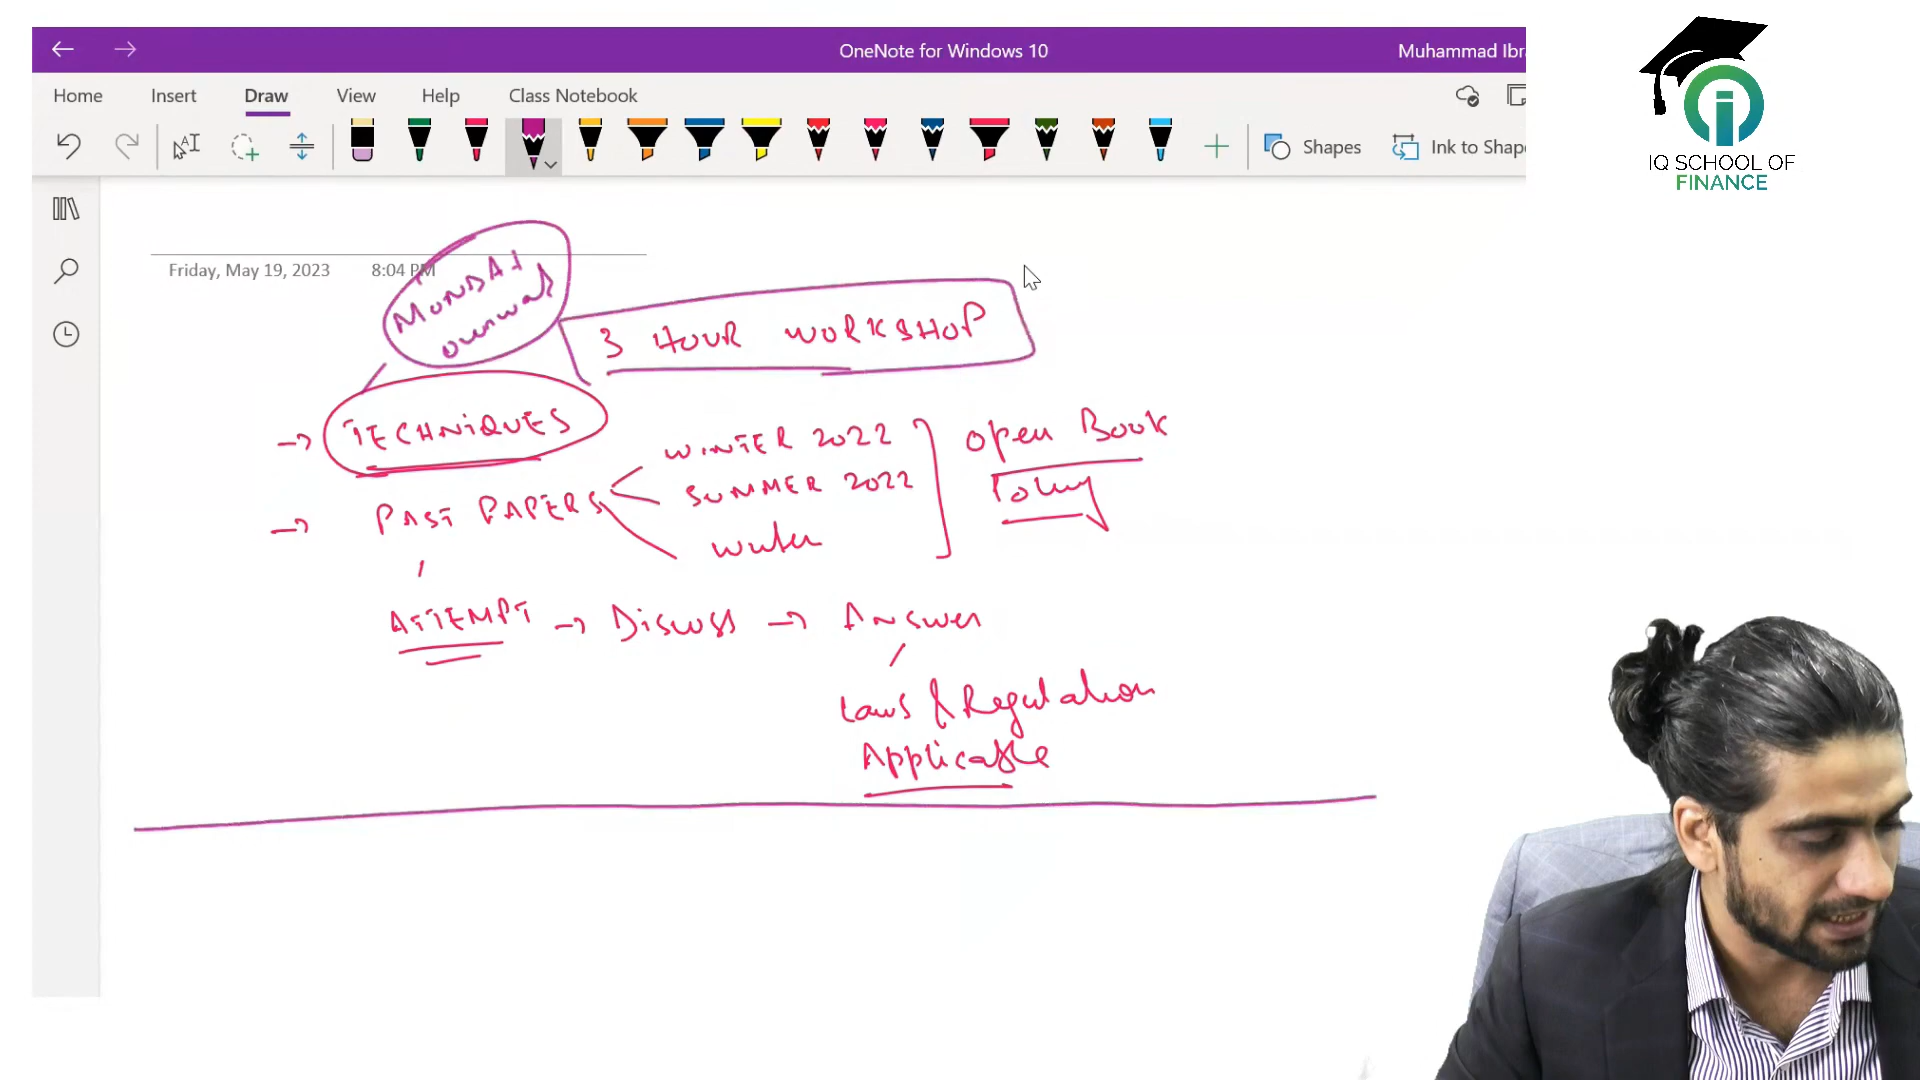 OneNote for Windows 10
Muhammad Ibr
Home Insert Draw View Help Class Notebook
Shapes
Ink to Shap
IQ SCHOOL OF
FINANCE
Friday, May 19, 2023 8:04 PM
MONDAY
onwards
3 HOUR WORKSHOP
→ TECHNIQUES
→ PAST PAPERS
WINTER 2022
SUMMER 2022
Winter
Open Book
ATTEMPT → Discuss → Answer
Laws & Regulation
Applicable